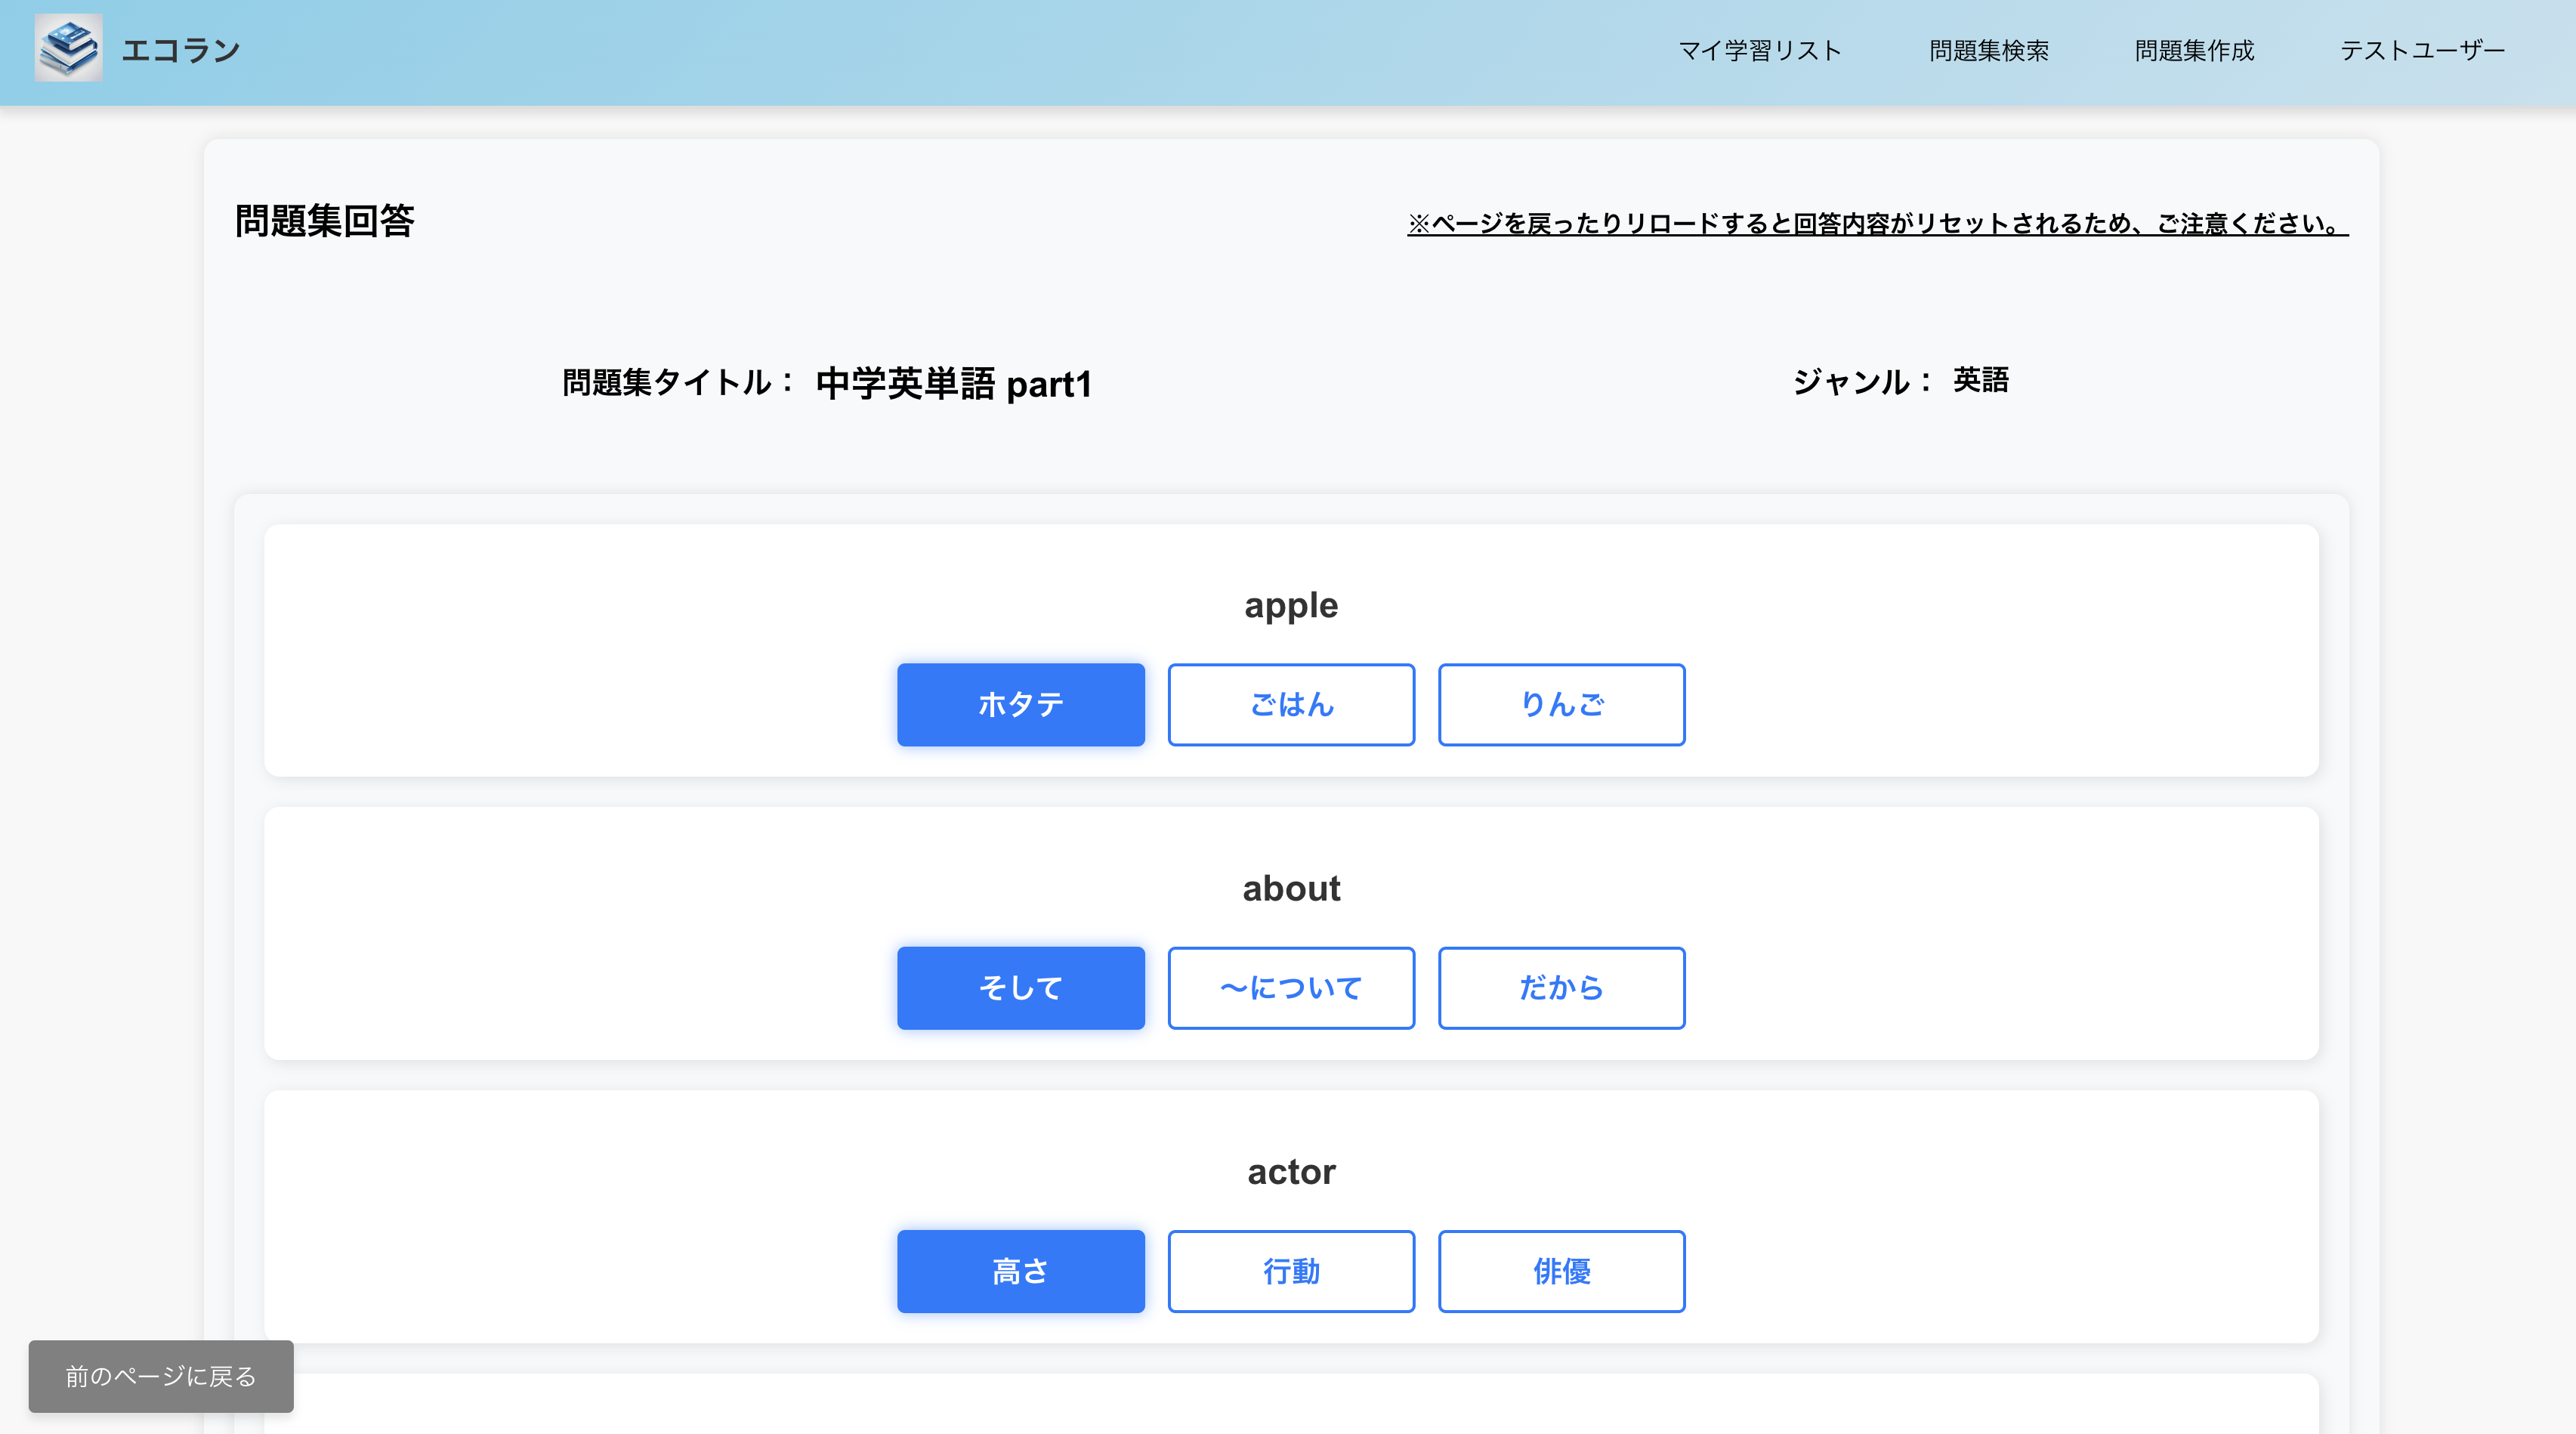 エコラン
マイ学習リスト 問題集検索 問題集作成 テストユーザー
問題集回答
※ページを戻ったりリロードすると回答内容がリセットされるため、ご注意ください。
問題集タイトル： 中学英単語 part1
ジャンル： 英語
apple
ホタテ ごはん りんご
about
そして 〜について だから
actor
高さ 行動 俳優
前のページに戻る